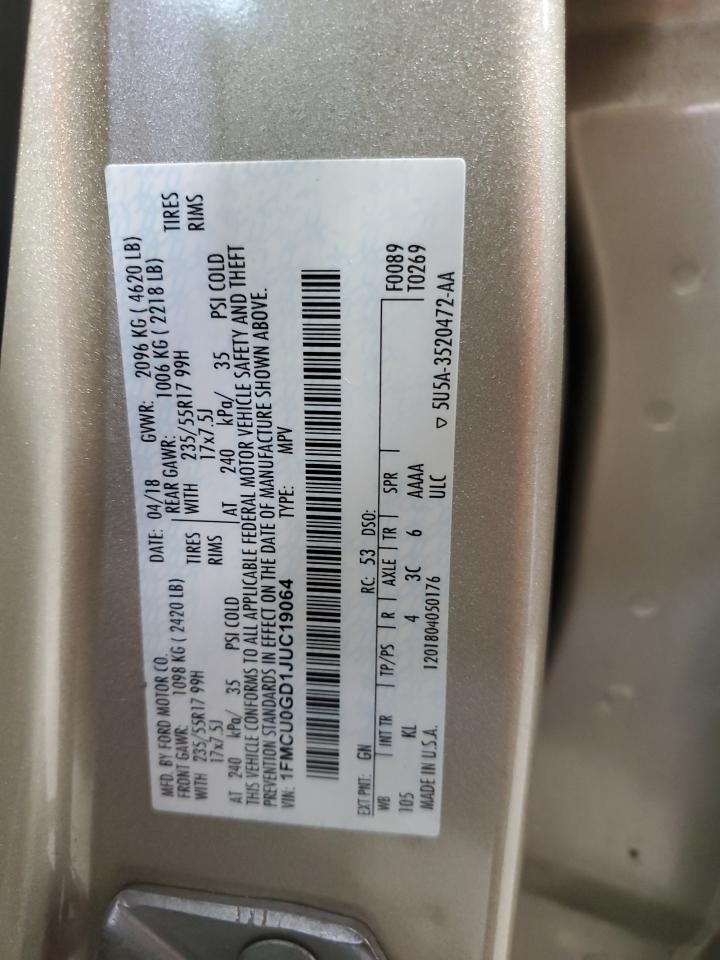 MFD. BY FORD MOTOR CO. DATE: 04/18 GVWR: 2096 KG ( 4620 LB)
FRONT GAWR: 1098 KG ( 2420 LB) REAR GAWR: 1006 KG ( 2218 LB)
WITH 235/55R17 99H TIRES WITH 235/55R17 99H TIRES
17x7.5J RIMS 17x7.5J RIMS
AT 240 kPa/ 35 PSI COLD AT 240 kPa/ 35 PSI COLD
THIS VEHICLE CONFORMS TO ALL APPLICABLE FEDERAL MOTOR VEHICLE SAFETY AND THEFT
PREVENTION STANDARDS IN EFFECT ON THE DATE OF MANUFACTURE SHOWN ABOVE.
VIN: 1FMCU0GD1JUC19064 TYPE: MPV
EXT PNT: GN RC: 53 DSO: F0089
WB INT TR TP/PS R AXLE TR SPR T0269
105 KL 4 3C 6 AAAA
MADE IN U.S.A. 1201804050176 ULC ▽ 5U5A-3520472-AA